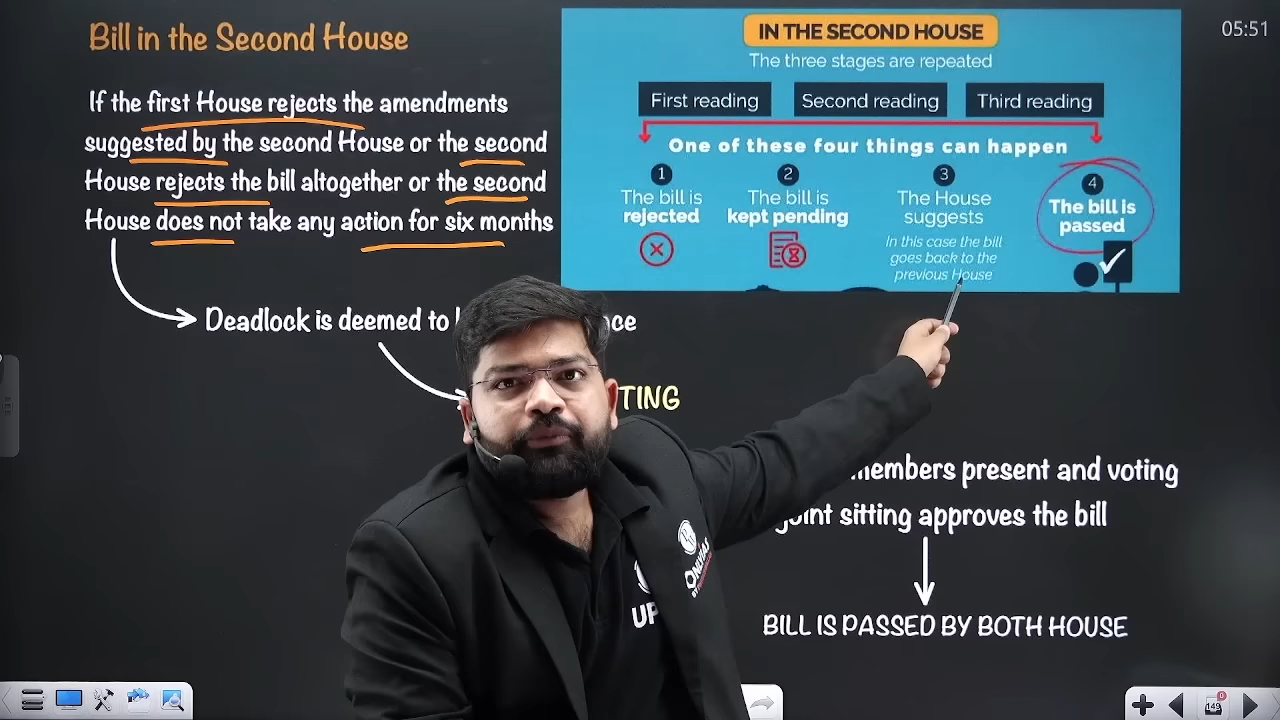 Bill in the Second House
05:51
If the first House rejects the amendments
suggested by the second House or the second
House rejects the bill altogether or the second
House does not take any action for six months
IN THE SECOND HOUSE
The three stages are repeated
First reading Second reading Third reading
One of these four things can happen
1 2 3 4
The bill is
rejected
The bill is
kept pending
The House
suggests
In this case the bill
goes back to the
previous House
The bill is
passed
Deadlock is deemed to
members present and voting
joint sitting approves the bill
BILL IS PASSED BY BOTH HOUSE
UP
149
0